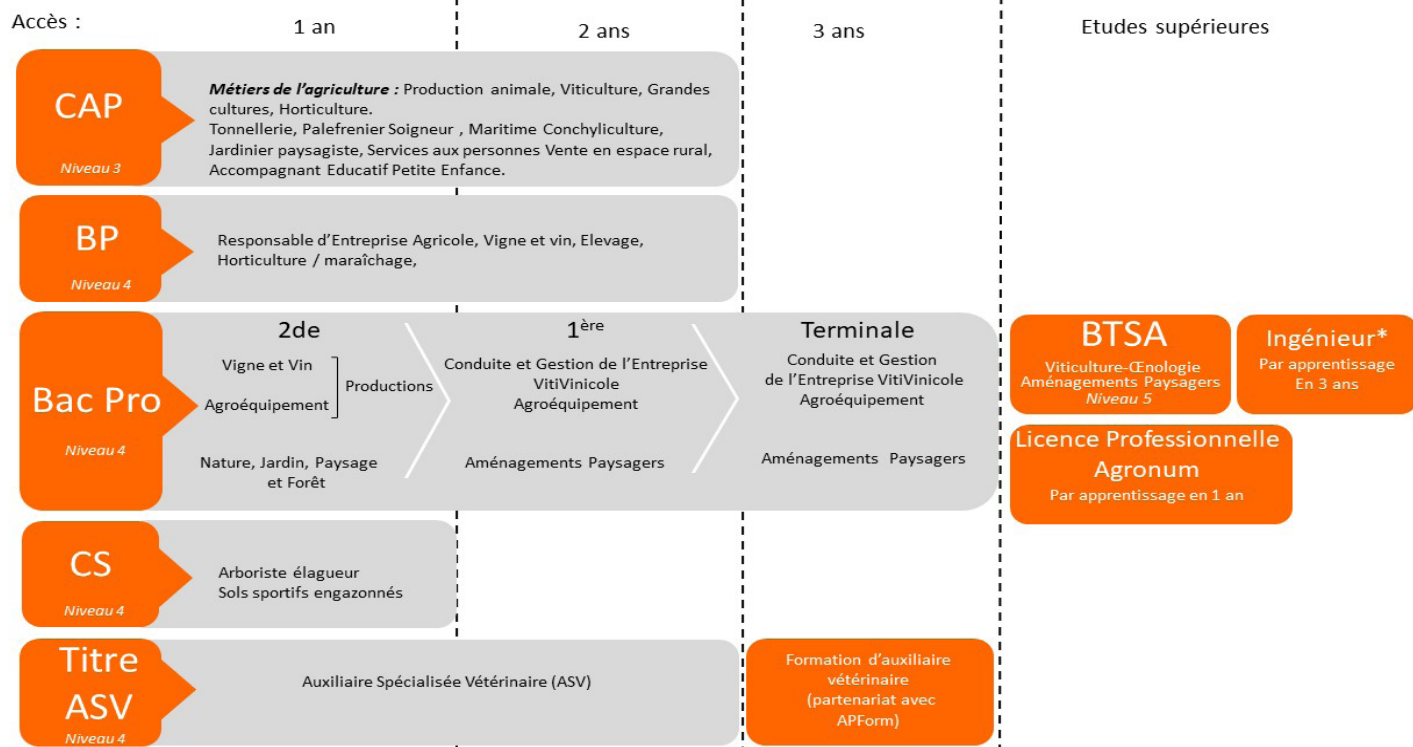 Accès :
1 an
2 ans
3 ans
Etudes supérieures
CAP
Niveau 3
Métiers de l'agriculture : Production animale, Viticulture, Grandes
cultures, Horticulture.
Tonnellerie, Palefrenier Soigneur , Maritime Conchyliculture,
Jardinier paysagiste, Services aux personnes Vente en espace rural,
Accompagnant Educatif Petite Enfance.
BP
Niveau 4
Responsable d'Entreprise Agricole, Vigne et vin, Elevage,
Horticulture / maraîchage,
Bac Pro
Niveau 4
2de
Vigne et Vin
Agroéquipement
Productions
Nature, Jardin, Paysage
et Forêt
1ère
Conduite et Gestion de l'Entreprise
VitiVinicole
Agroéquipement
Aménagements Paysagers
Terminale
Conduite et Gestion
de l'Entreprise VitiVinicole
Agroéquipement
Aménagements Paysagers
BTSA
Viticulture-Œnologie
Aménagements Paysagers
Niveau 5
Ingénieur*
Par apprentissage
En 3 ans
Licence Professionnelle
Agronum
Par apprentissage en 1 an
CS
Niveau 4
Arboriste élagueur
Sols sportifs engazonnés
Titre
ASV
Niveau 4
Auxiliaire Spécialisée Vétérinaire (ASV)
Formation d'auxiliaire
vétérinaire
(partenariat avec
APForm)